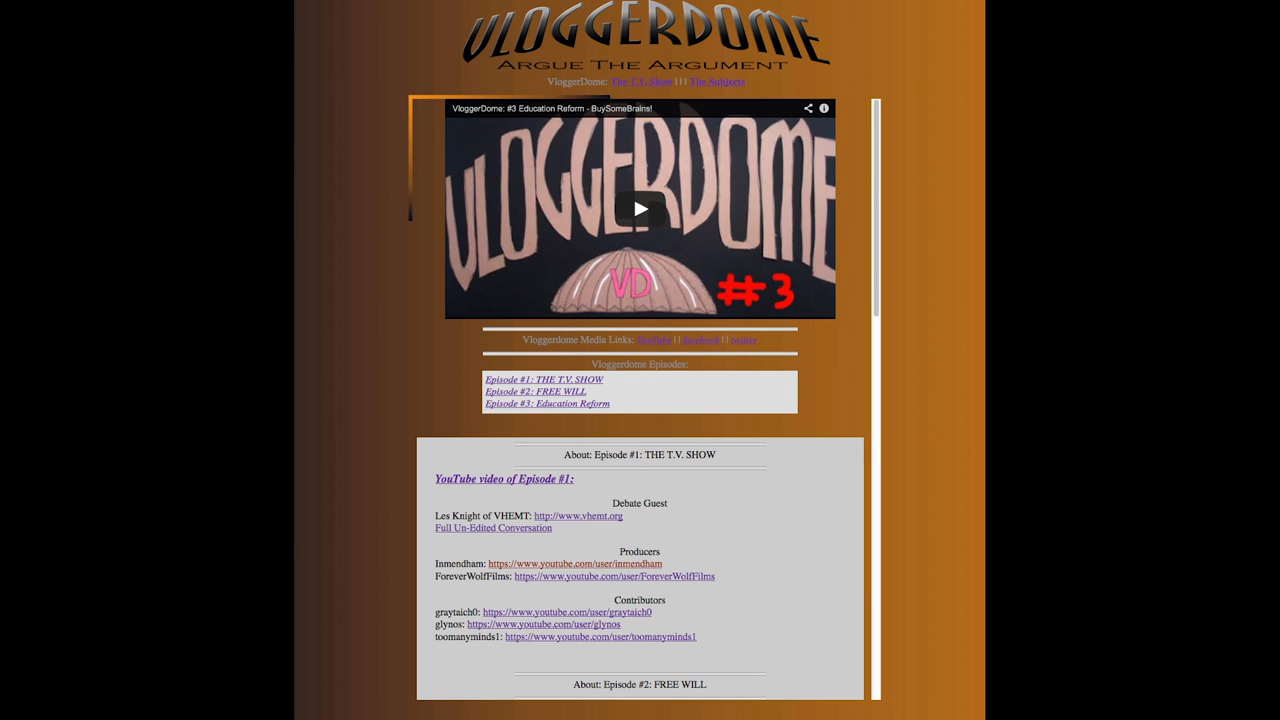 VLOGGERDOME
ARGUE THE ARGUMENT
VloggerDome: The T.V. Show ||| The Subjects
VloggerDome: #3 Education Reform - BuySomeBrains!
VLOGGERDOME
VD
#3
Vloggerdome Media Links: YouTube || facebook || twitter
Vloggerdome Episodes:
Episode #1: THE T.V. SHOW
Episode #2: FREE WILL
Episode #3: Education Reform
About: Episode #1: THE T.V. SHOW
YouTube video of Episode #1:
Debate Guest
Les Knight of VHEMT: http://www.vhemt.org
Full Un-Edited Conversation
Producers
Inmendham: https://www.youtube.com/user/inmendham
ForeverWolfFilms: https://www.youtube.com/user/ForeverWolfFilms
Contributors
graytaich0: https://www.youtube.com/user/graytaich0
glynos: https://www.youtube.com/user/glynos
toomanyminds1: https://www.youtube.com/user/toomanyminds1
About: Episode #2: FREE WILL